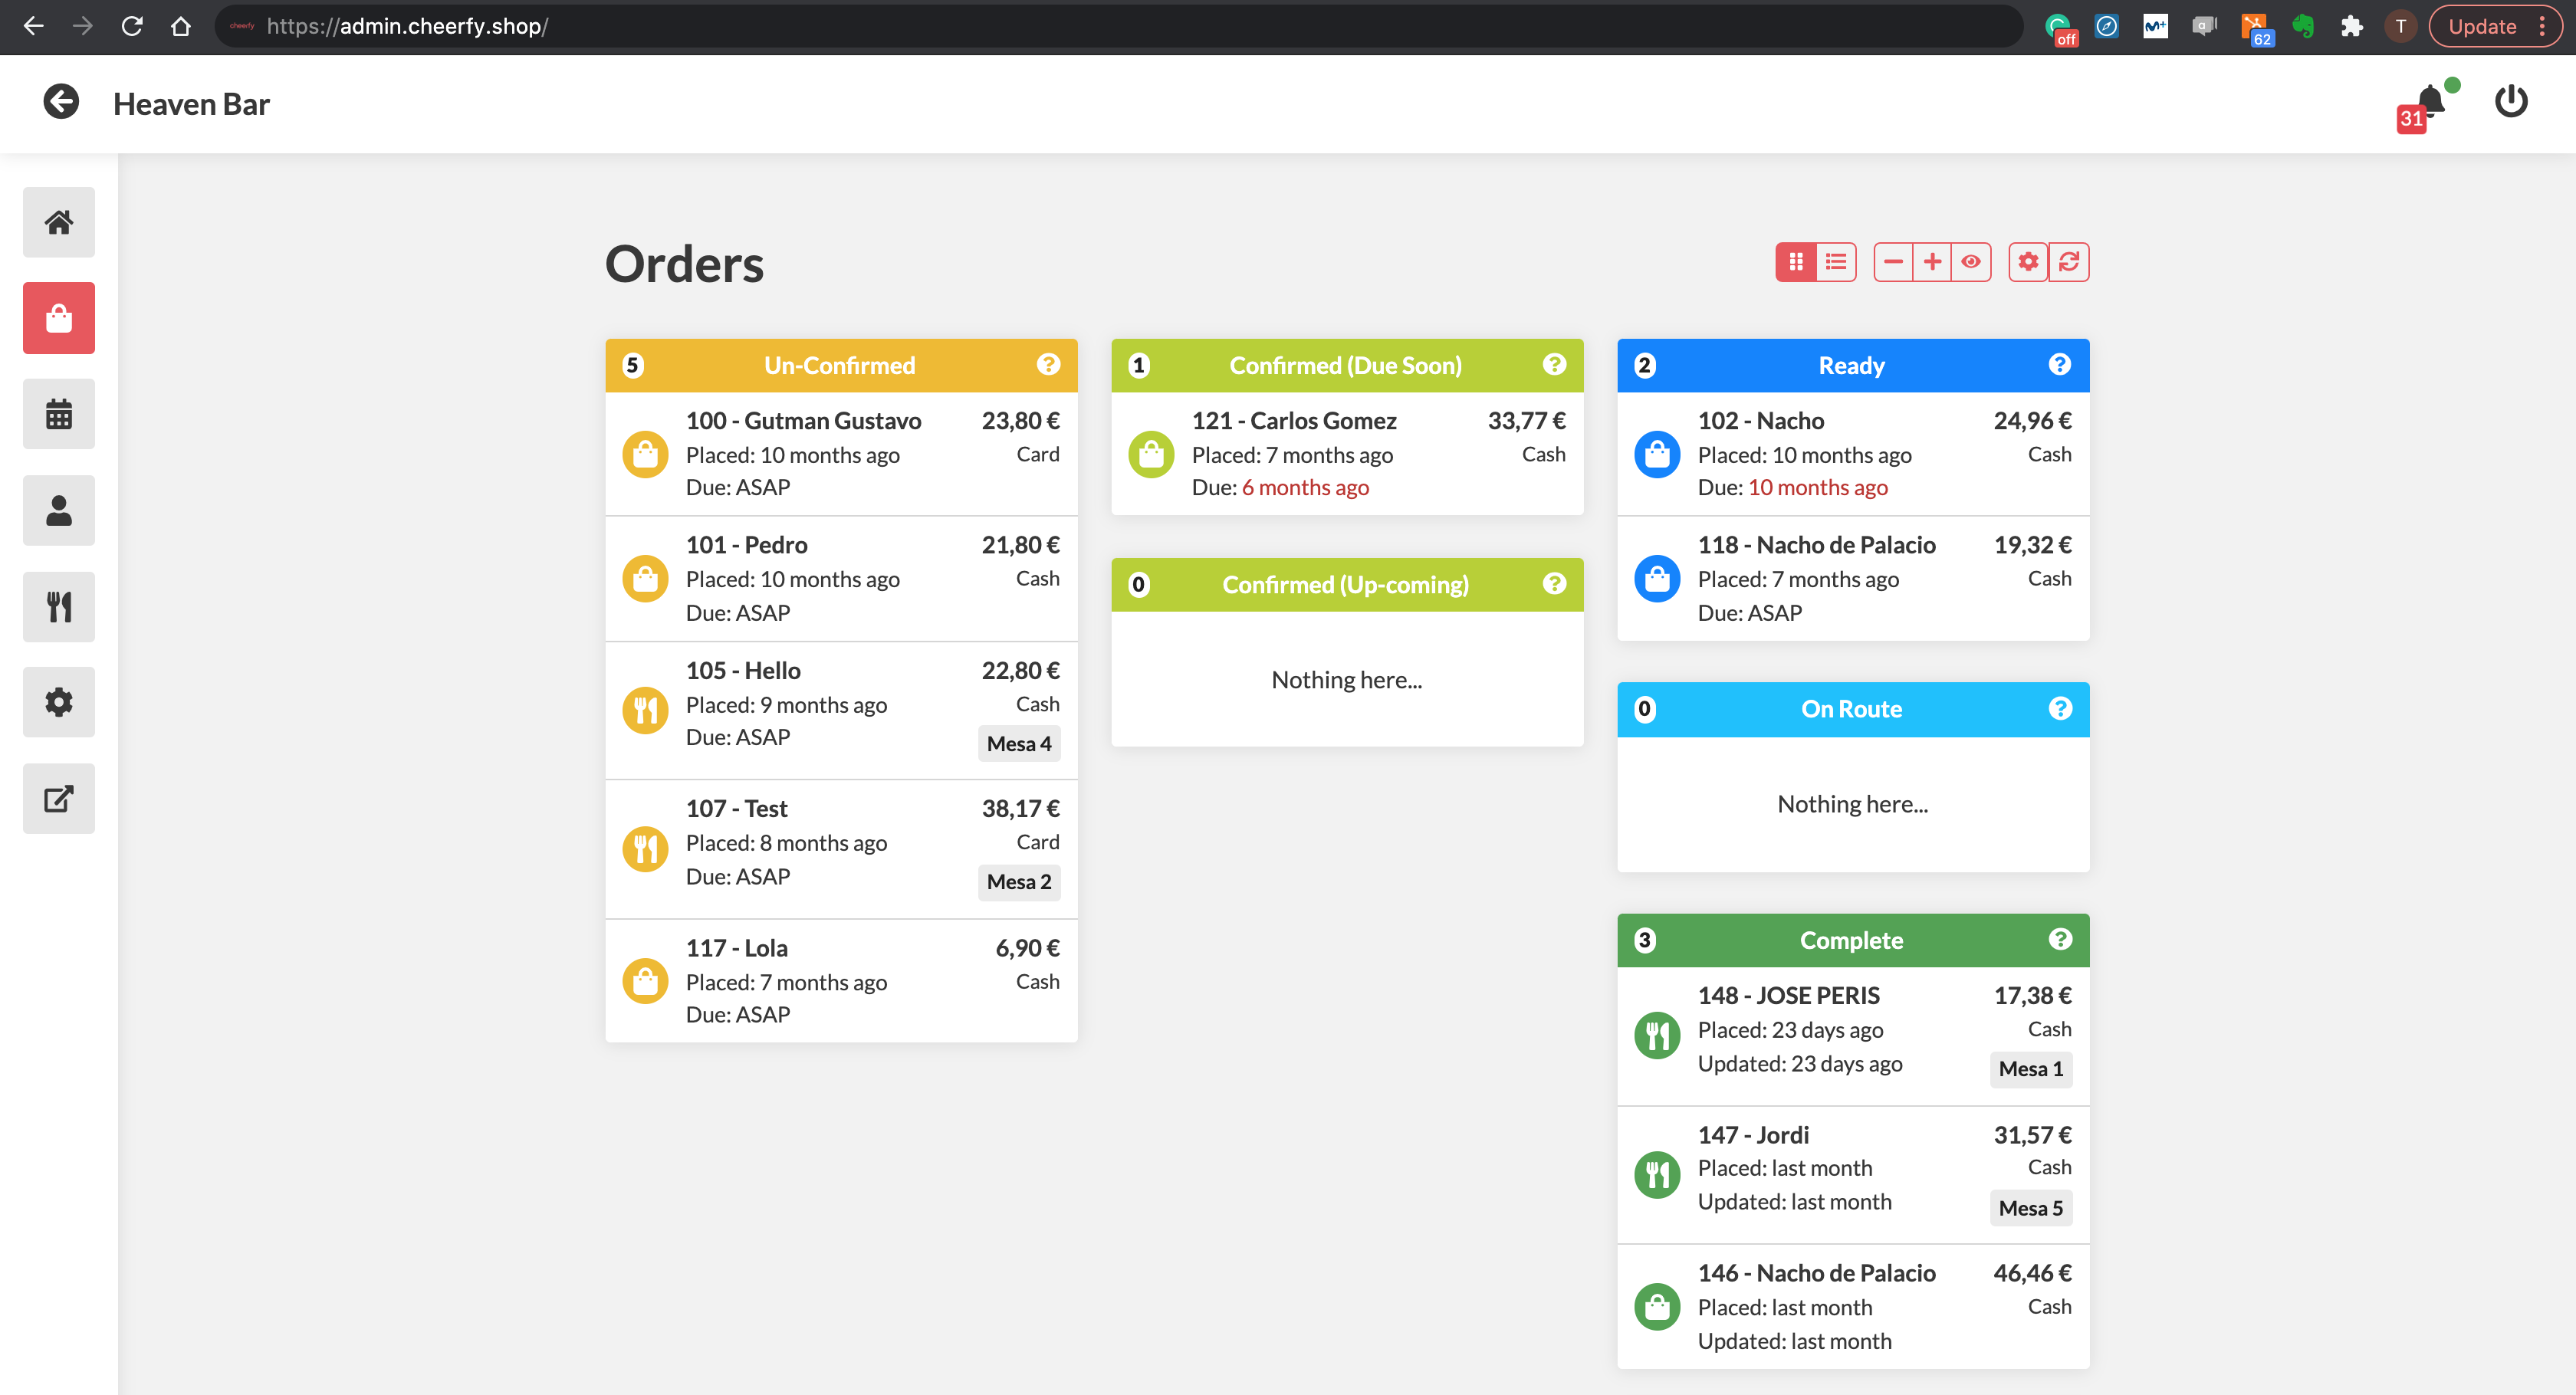 cheerfy https://admin.cheerfy.shop/
off
62
T
Update
Heaven Bar
31
Orders
5 Un-Confirmed ?
100 - Gutman Gustavo 23,80 €
Placed: 10 months ago Card
Due: ASAP
101 - Pedro 21,80 €
Placed: 10 months ago Cash
Due: ASAP
105 - Hello 22,80 €
Placed: 9 months ago Cash
Due: ASAP Mesa 4
107 - Test 38,17 €
Placed: 8 months ago Card
Due: ASAP Mesa 2
117 - Lola 6,90 €
Placed: 7 months ago Cash
Due: ASAP
1 Confirmed (Due Soon) ?
121 - Carlos Gomez 33,77 €
Placed: 7 months ago Cash
Due: 6 months ago
0 Confirmed (Up-coming) ?
Nothing here...
2 Ready ?
102 - Nacho 24,96 €
Placed: 10 months ago Cash
Due: 10 months ago
118 - Nacho de Palacio 19,32 €
Placed: 7 months ago Cash
Due: ASAP
0 On Route ?
Nothing here...
3 Complete ?
148 - JOSE PERIS 17,38 €
Placed: 23 days ago Cash
Updated: 23 days ago Mesa 1
147 - Jordi 31,57 €
Placed: last month Cash
Updated: last month Mesa 5
146 - Nacho de Palacio 46,46 €
Placed: last month Cash
Updated: last month